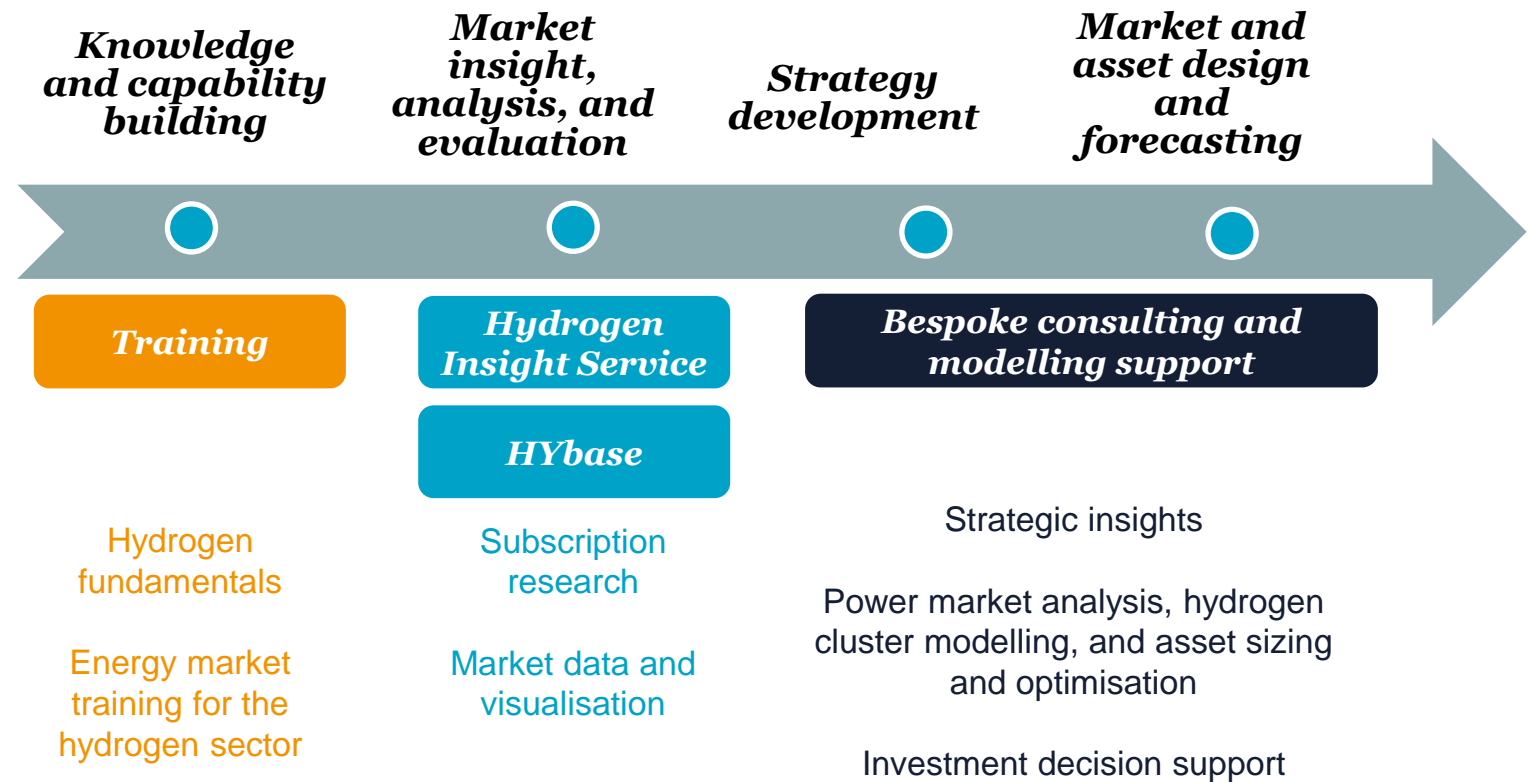 Knowledge
and capability
building
Market
insight,
analysis, and
evaluation
Strategy
development
Market and
asset design
and
forecasting
Training
Hydrogen
Insight Service
HYbase
Bespoke consulting and
modelling support
Hydrogen
fundamentals
Energy market
training for the
hydrogen sector
Subscription
research
Market data and
visualisation
Strategic insights
Power market analysis, hydrogen
cluster modelling, and asset sizing
and optimisation
Investment decision support